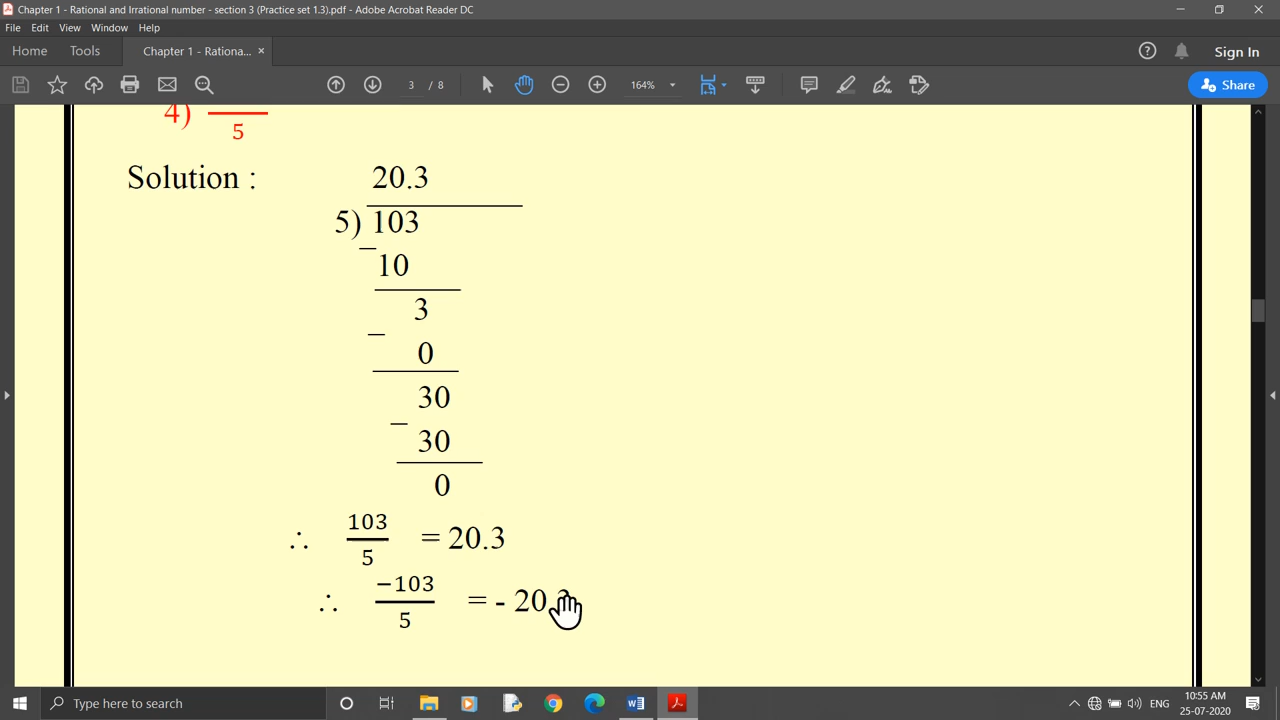 Chapter 1 - Rational and Irrational number - section 3 (Practice set 1.3).pdf - Adobe Acrobat Reader DC
File Edit View Window Help
Home Tools Chapter 1 - Rationa... × Sign In
3 / 8 164% Share
4) 5
Solution : 20.3
5) 103
− 10
3
− 0
30
− 30
0
∴ 103/5 = 20.3
∴ −103/5 = - 20.
Type here to search
ENG 10:55 AM
25-07-2020